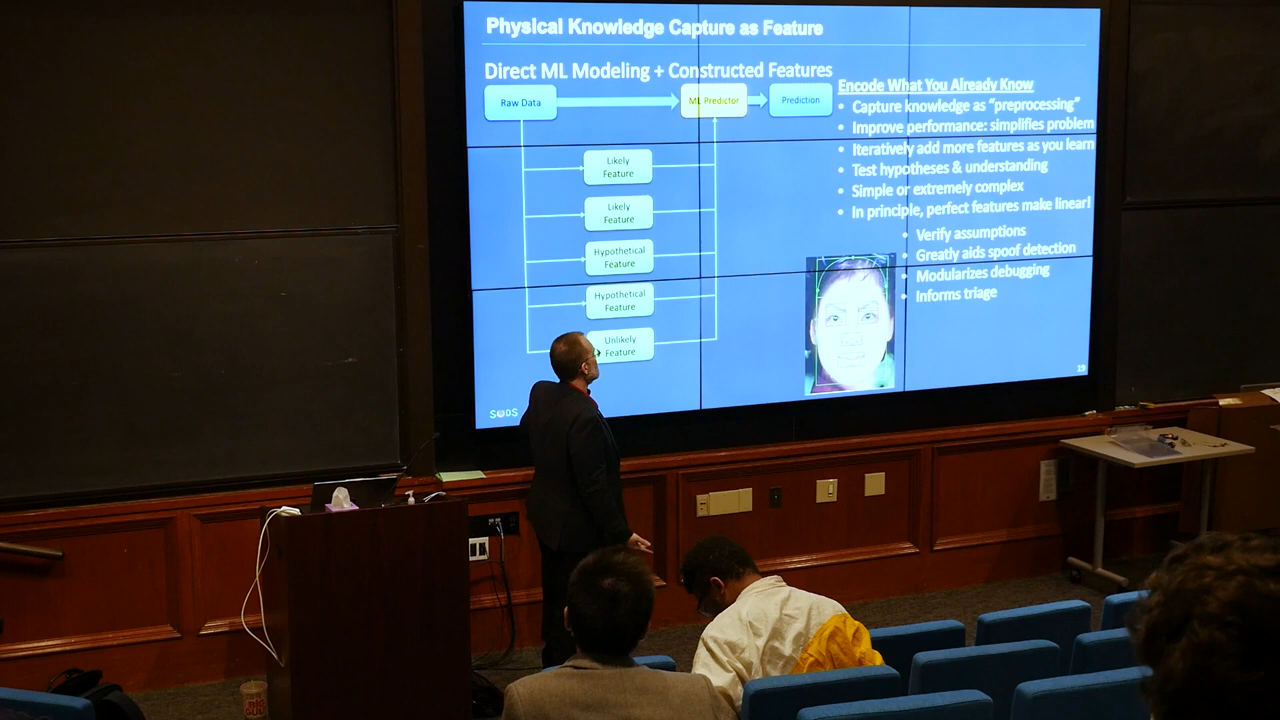 Physical Knowledge Capture as Feature
Direct ML Modeling + Constructed Features
Raw Data
ML Predictor
Prediction
Likely
Feature
Likely
Feature
Hypothetical
Feature
Hypothetical
Feature
Unlikely
Feature
Encode What You Already Know
• Capture knowledge as "preprocessing"
• Improve performance: simplifies problem
• Iteratively add more features as you learn
• Test hypotheses & understanding
• Simple or extremely complex
• In principle, perfect features make linear!
• Verify assumptions
• Greatly aids spoof detection
• Modularizes debugging
• Informs triage
19